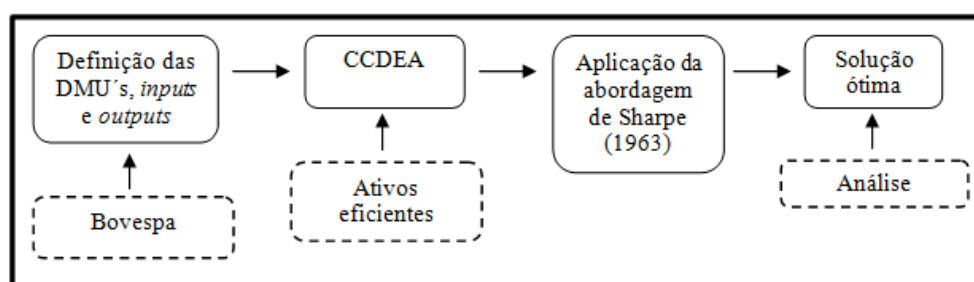 Definição das
DMU´s, inputs
e outputs
CCDEA
Aplicação da
abordagem
de Sharpe
(1963)
Solução
ótima
Bovespa
Ativos
eficientes
Análise